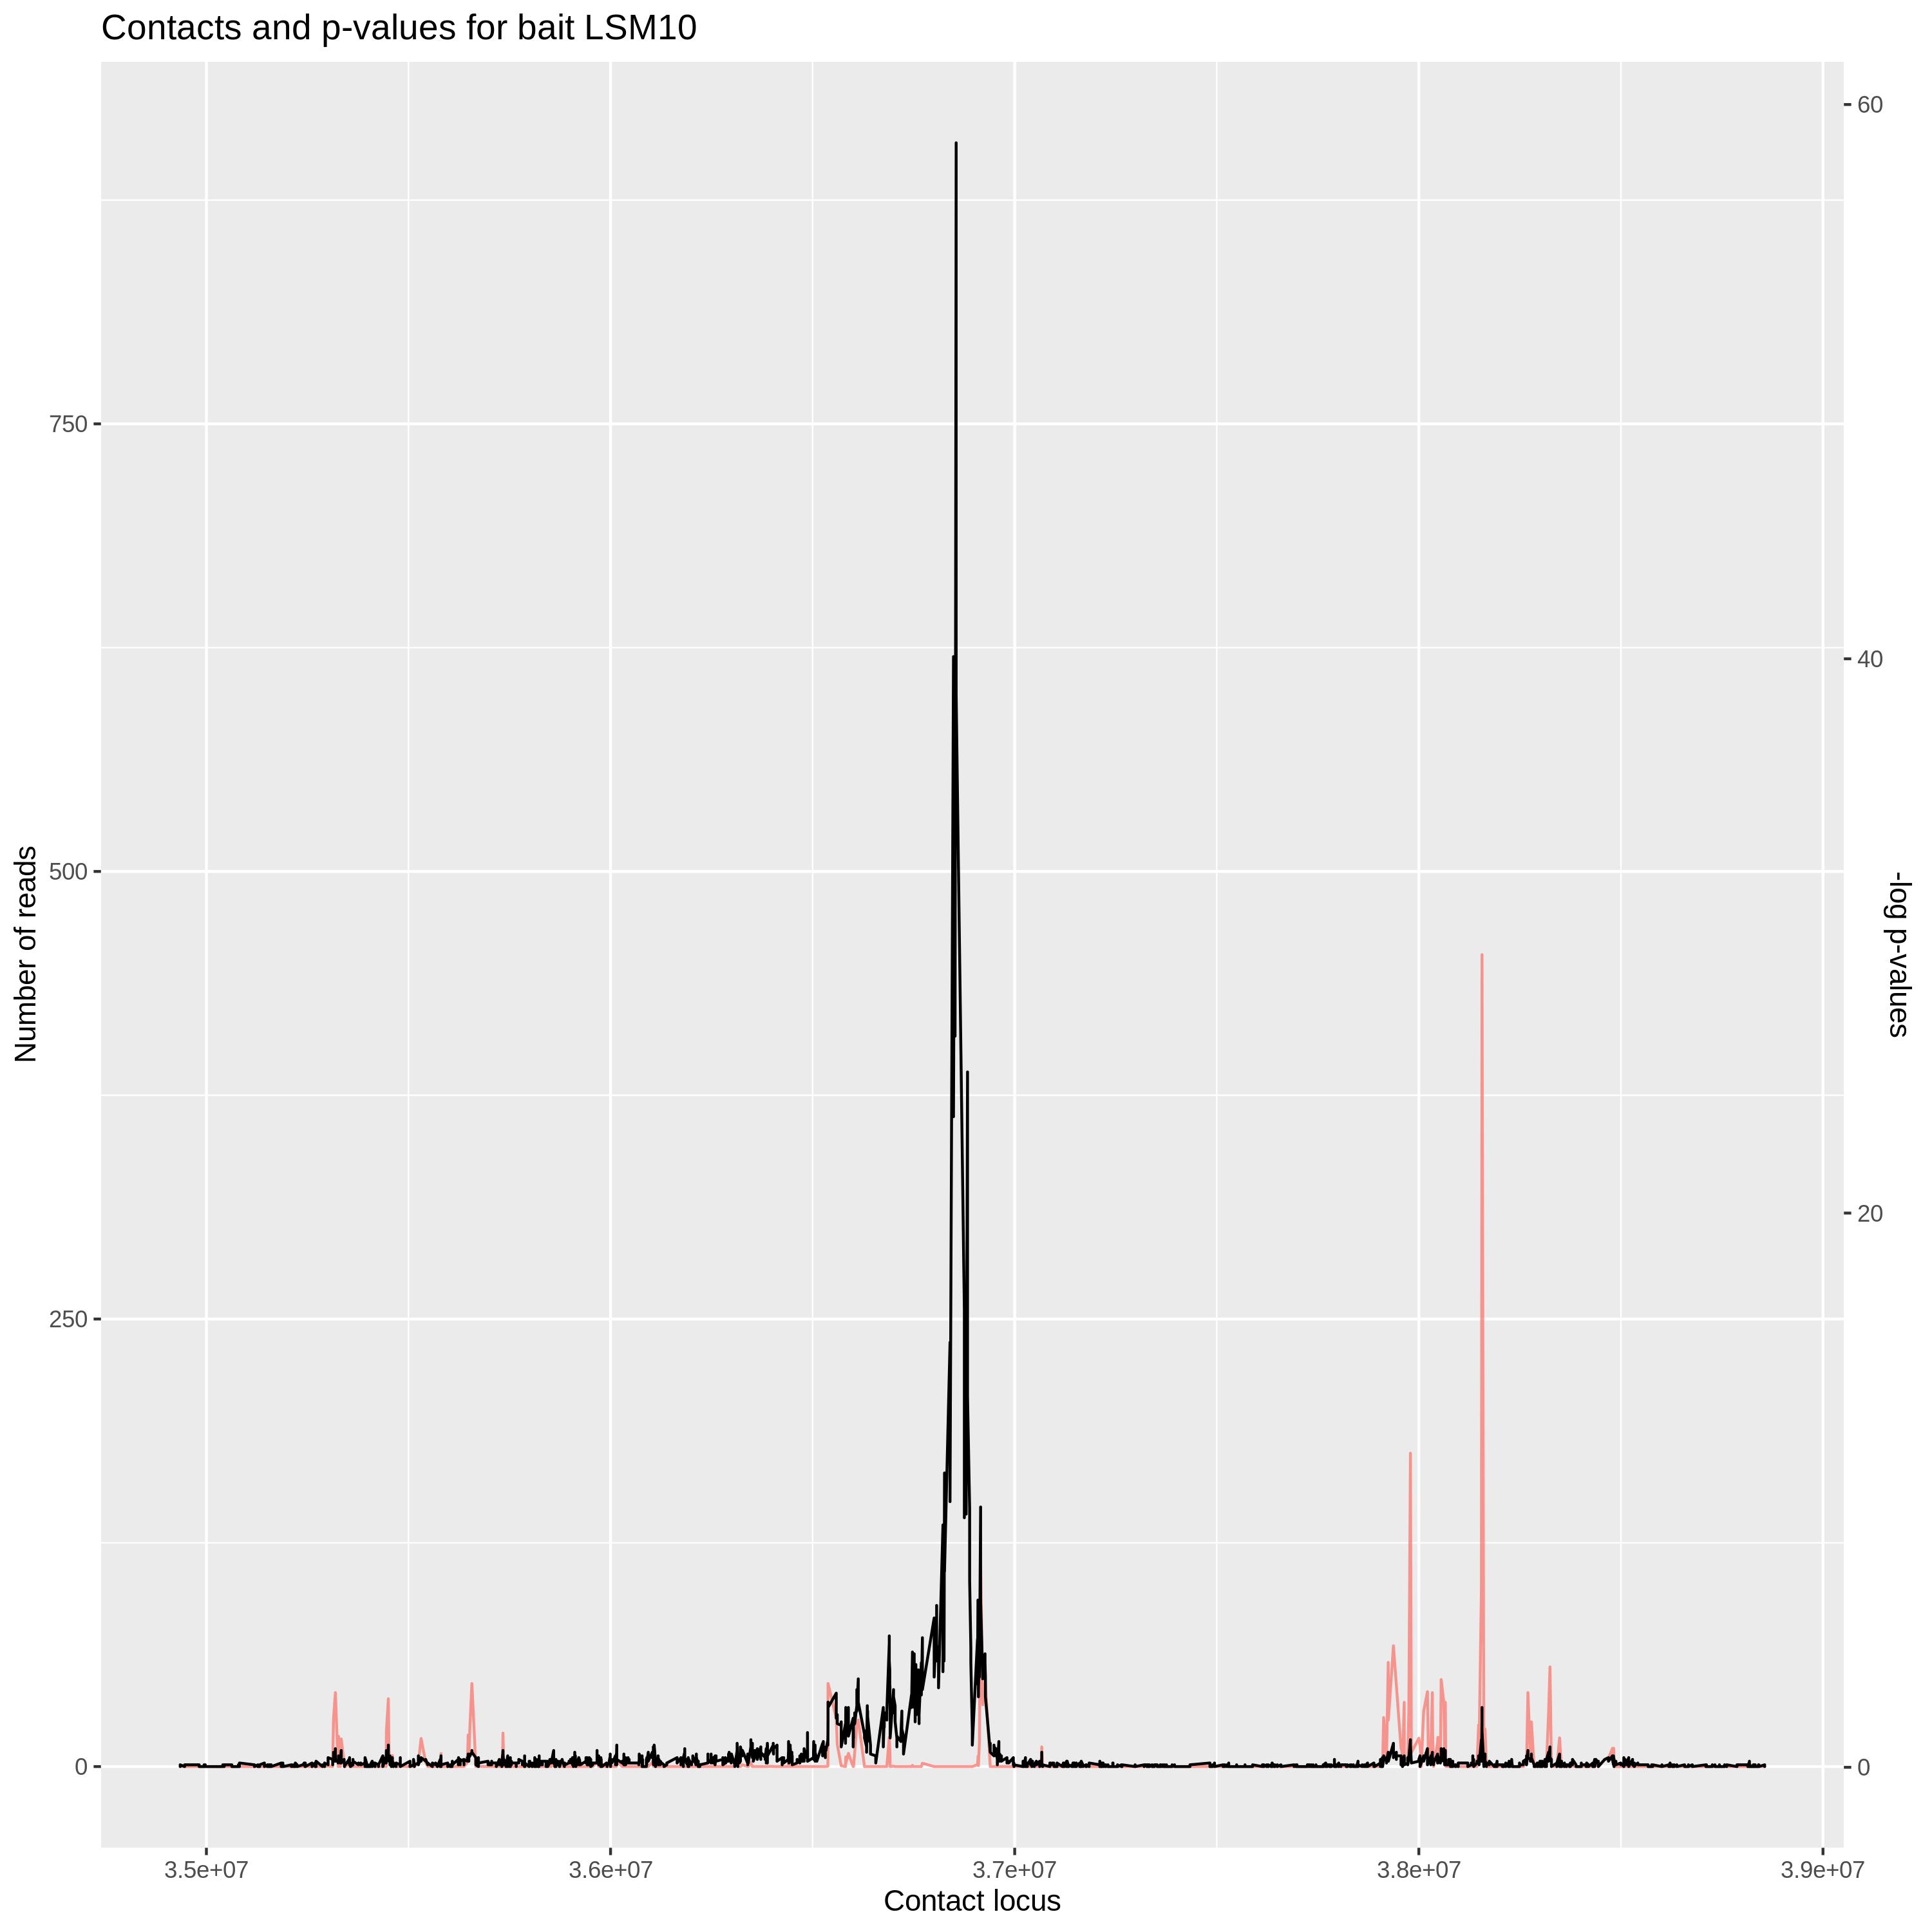 Contacts and p-values for bait LSM10
60
750
40
500
Number of reads
-log p-values
20
250
0
0
3.5e+07
3.6e+07
3.7e+07
3.8e+07
3.9e+07
Contact locus